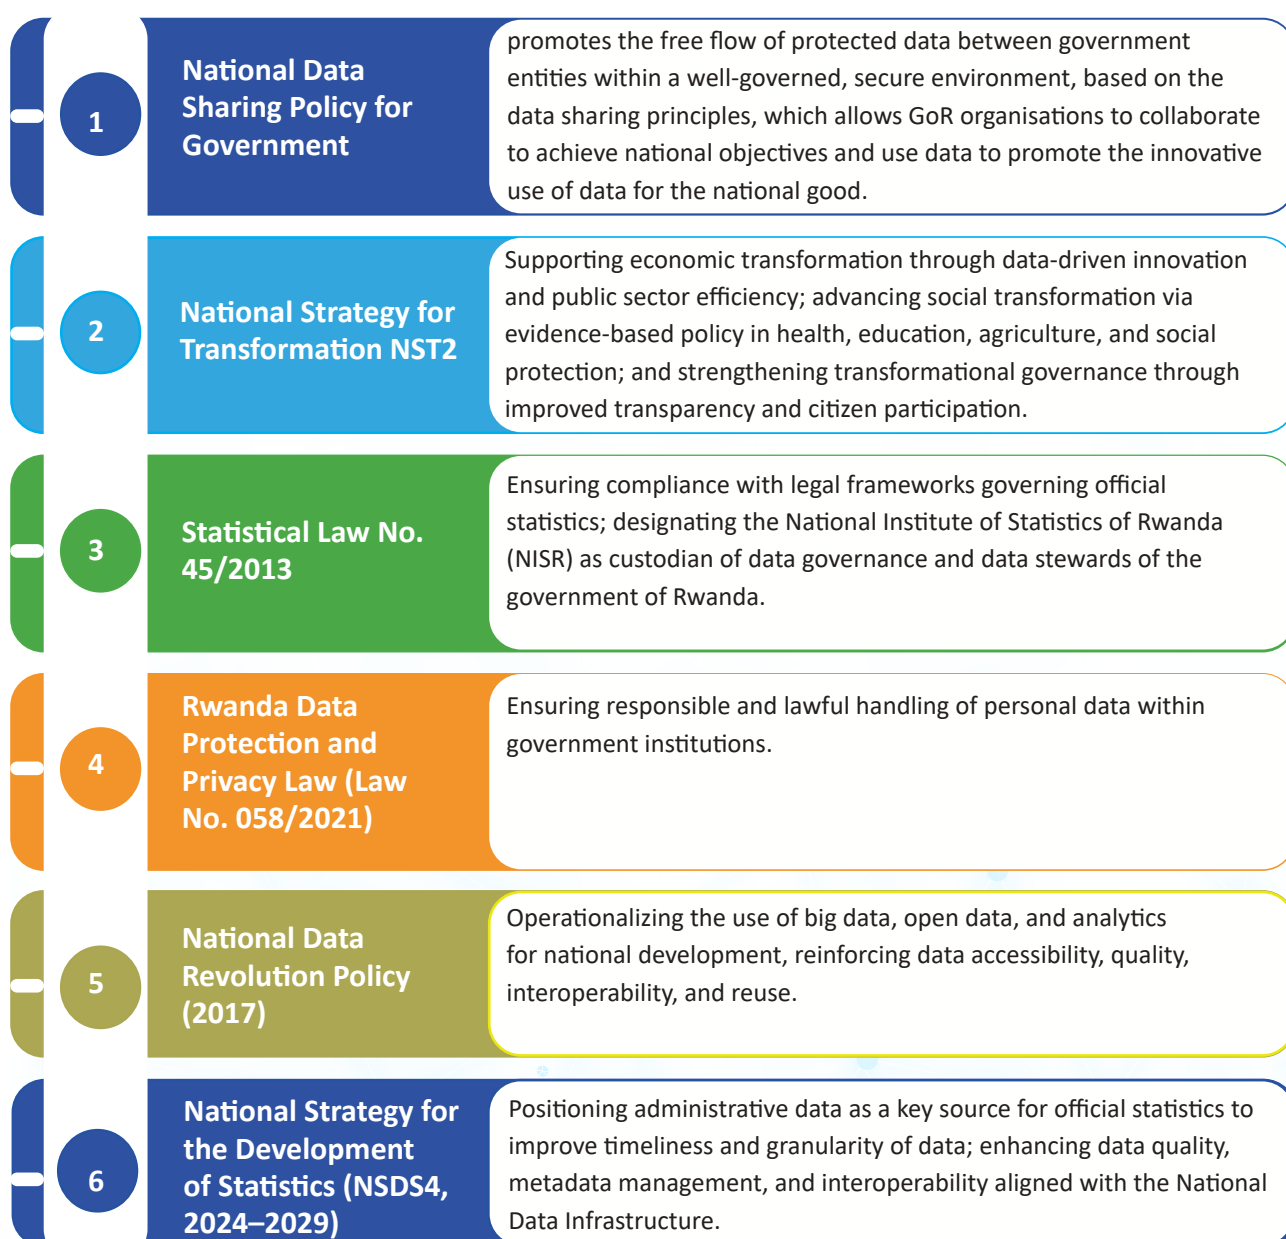 1
National Data
Sharing Policy for
Government
promotes the free flow of protected data between government
entities within a well-governed, secure environment, based on the
data sharing principles, which allows GoR organisations to collaborate
to achieve national objectives and use data to promote the innovative
use of data for the national good.
2
National Strategy for
Transformation NST2
Supporting economic transformation through data-driven innovation
and public sector efficiency; advancing social transformation via
evidence-based policy in health, education, agriculture, and social
protection; and strengthening transformational governance through
improved transparency and citizen participation.
3
Statistical Law No.
45/2013
Ensuring compliance with legal frameworks governing official
statistics; designating the National Institute of Statistics of Rwanda
(NISR) as custodian of data governance and data stewards of the
government of Rwanda.
4
Rwanda Data
Protection and
Privacy Law (Law
No. 058/2021)
Ensuring responsible and lawful handling of personal data within
government institutions.
5
National Data
Revolution Policy
(2017)
Operationalizing the use of big data, open data, and analytics
for national development, reinforcing data accessibility, quality,
interoperability, and reuse.
6
National Strategy for
the Development
of Statistics (NSDS4,
2024–2029)
Positioning administrative data as a key source for official statistics to
improve timeliness and granularity of data; enhancing data quality,
metadata management, and interoperability aligned with the National
Data Infrastructure.